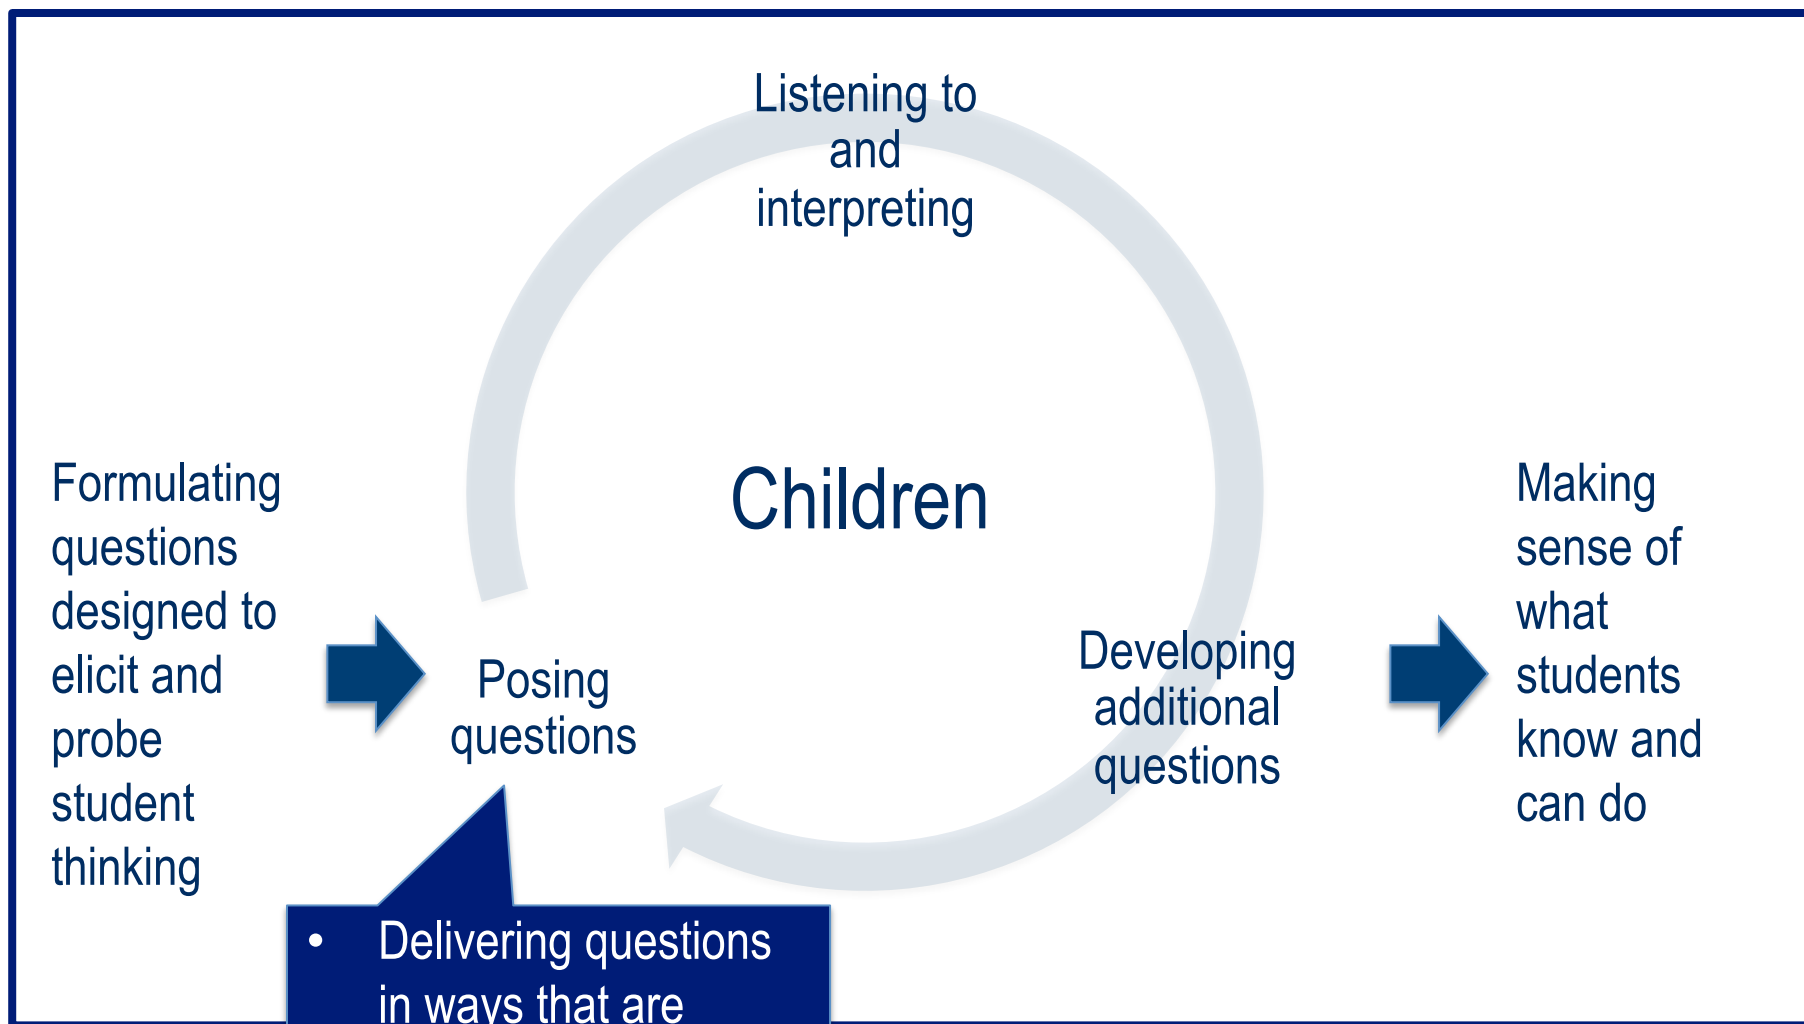 Listening to
and
interpreting
Children
Formulating
questions
designed to
elicit and
probe
student
thinking
Posing
questions
Developing
additional
questions
Making
sense of
what
students
know and
can do
• Delivering questions
in ways that are